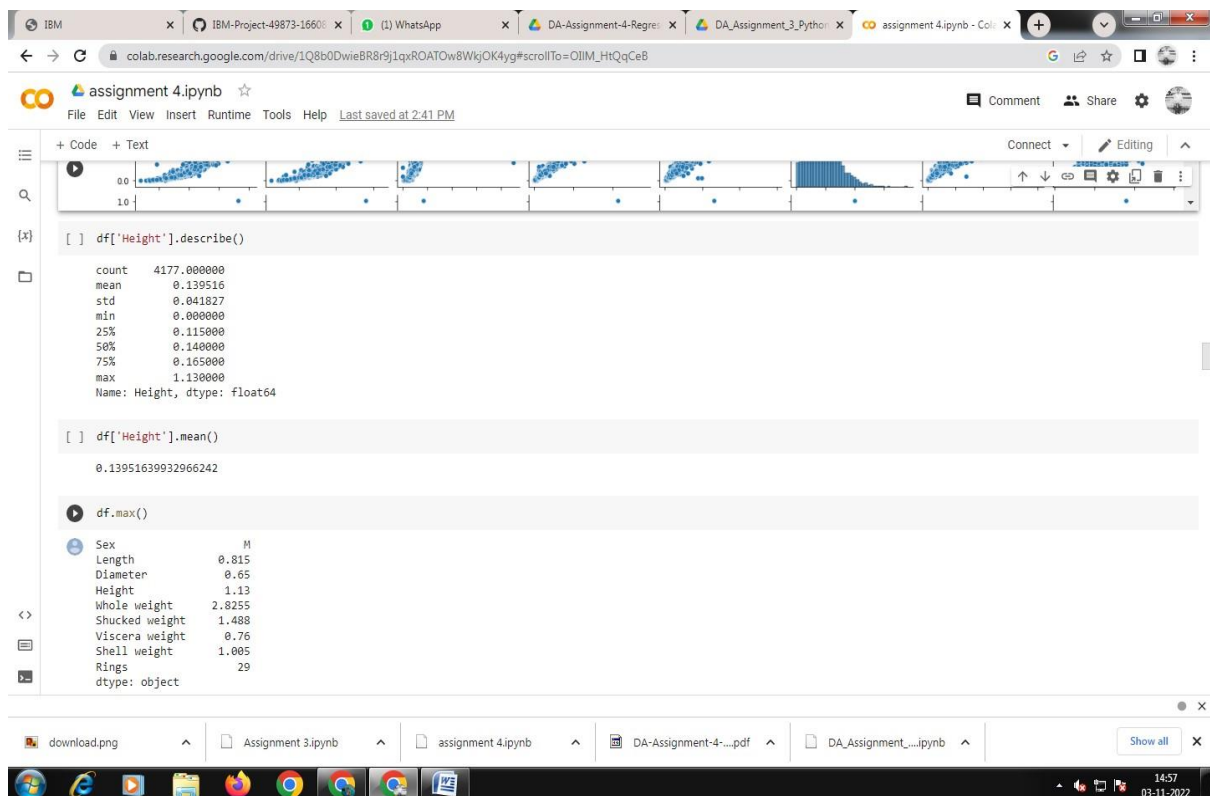 IBM
IBM-Project-49873-16608
(1) WhatsApp
DA-Assignment-4-Regres
DA_Assignment_3_Python
assignment 4.ipynb - Cola
colab.research.google.com/drive/1Q8b0DwieBR8r9j1qxROATOw8WkjOK4yg#scrollTo=OIlM_HtQqCeB
assignment 4.ipynb
Comment Share
File Edit View Insert Runtime Tools Help Last saved at 2:41 PM
+ Code + Text Connect Editing
0.0
1.0
{x}
[ ] df['Height'].describe()
count 4177.000000
mean 0.139516
std 0.041827
min 0.000000
25% 0.115000
50% 0.140000
75% 0.165000
max 1.130000
Name: Height, dtype: float64
[ ] df['Height'].mean()
0.13951639932966242
df.max()
Sex M
Length 0.815
Diameter 0.65
Height 1.13
Whole weight 2.8255
Shucked weight 1.488
Viscera weight 0.76
Shell weight 1.005
Rings 29
dtype: object
download.png
Assignment 3.ipynb
assignment 4.ipynb
DA-Assignment-4-....pdf
DA_Assignment_....ipynb
Show all
14:57
03-11-2022